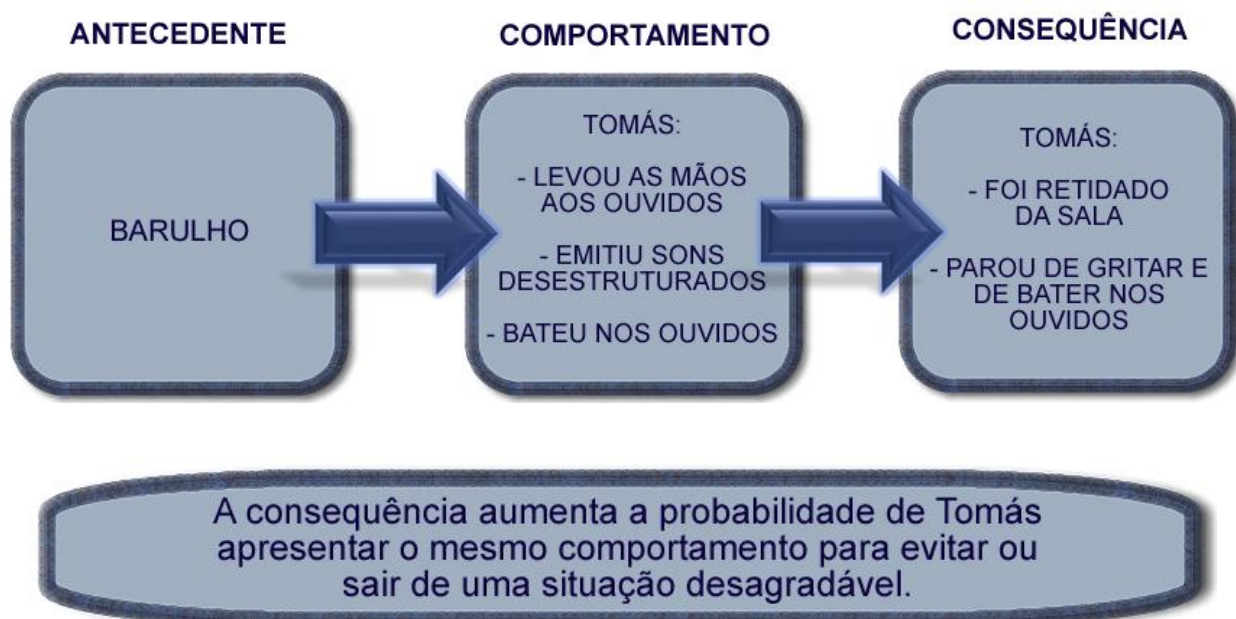 ANTECEDENTE
BARULHO
COMPORTAMENTO
TOMÁS:
- LEVOU AS MÃOS
AOS OUVIDOS
- EMITIU SONS
DESESTRUTURADOS
- BATEU NOS OUVIDOS
CONSEQUÊNCIA
TOMÁS:
- FOI RETIDADO
DA SALA
- PAROU DE GRITAR E
DE BATER NOS
OUVIDOS
A consequência aumenta a probabilidade de Tomás
apresentar o mesmo comportamento para evitar ou
sair de uma situação desagradável.